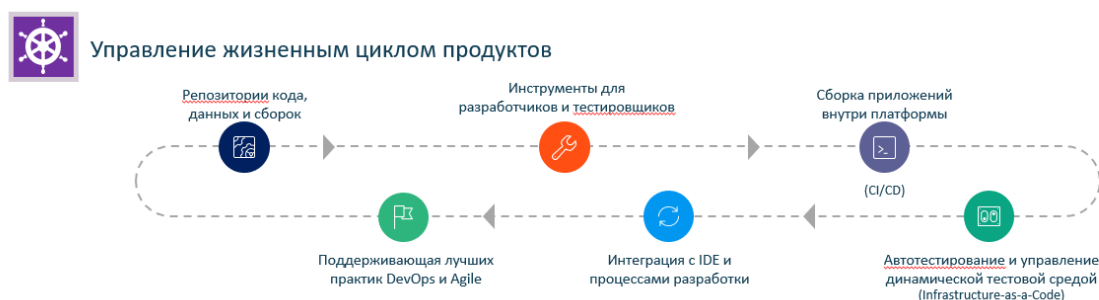 Управление жизненным циклом продуктов
Репозитории кода,
данных и сборок
Инструменты для
разработчиков и тестировщиков
Сборка приложений
внутри платформы
>_
(CI/CD)
Поддерживающая лучших
практик DevOps и Agile
Интеграция с IDE и
процессами разработки
Автотестирование и управление
динамической тестовой средой
(Infrastructure-as-a-Code)